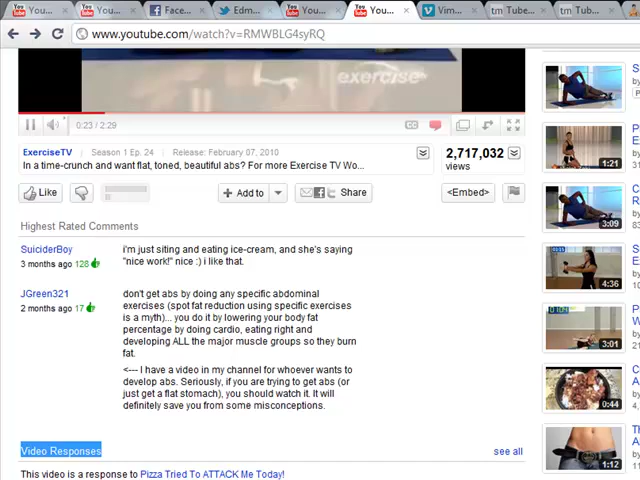 You
You
Face
Edm
You
You
Vim
Tube
Tub
www.youtube.com/watch?v=RMWBLG4syRQ
exercise
0:23 / 2:29
CC
ExerciseTV | Season 1 Ep. 24 | Release: February 07, 2010
In a time-crunch and want flat, toned, beautiful abs? For more Exercise TV Wo...
2,717,032
views
Like
+ Add to
Share
<Embed>
Highest Rated Comments
SuiciderBoy
3 months ago 128
i'm just siting and eating ice-cream, and she's saying
"nice work!" nice :) i like that.
JGreen321
2 months ago 17
don't get abs by doing any specific abdominal
exercises (spot fat reduction using specific exercises
is a myth)... you do it by lowering your body fat
percentage by doing cardio, eating right and
developing ALL the major muscle groups so they burn
fat.
<--- I have a video in my channel for whoever wants to
develop abs. Seriously, if you are trying to get abs (or
just get a flat stomach), you should watch it. It will
definitely save you from some misconceptions.
Video Responses
see all
This video is a response to Pizza Tried To ATTACK Me Today!
1:21
3:09
4:36
3:01
0:44
1:12